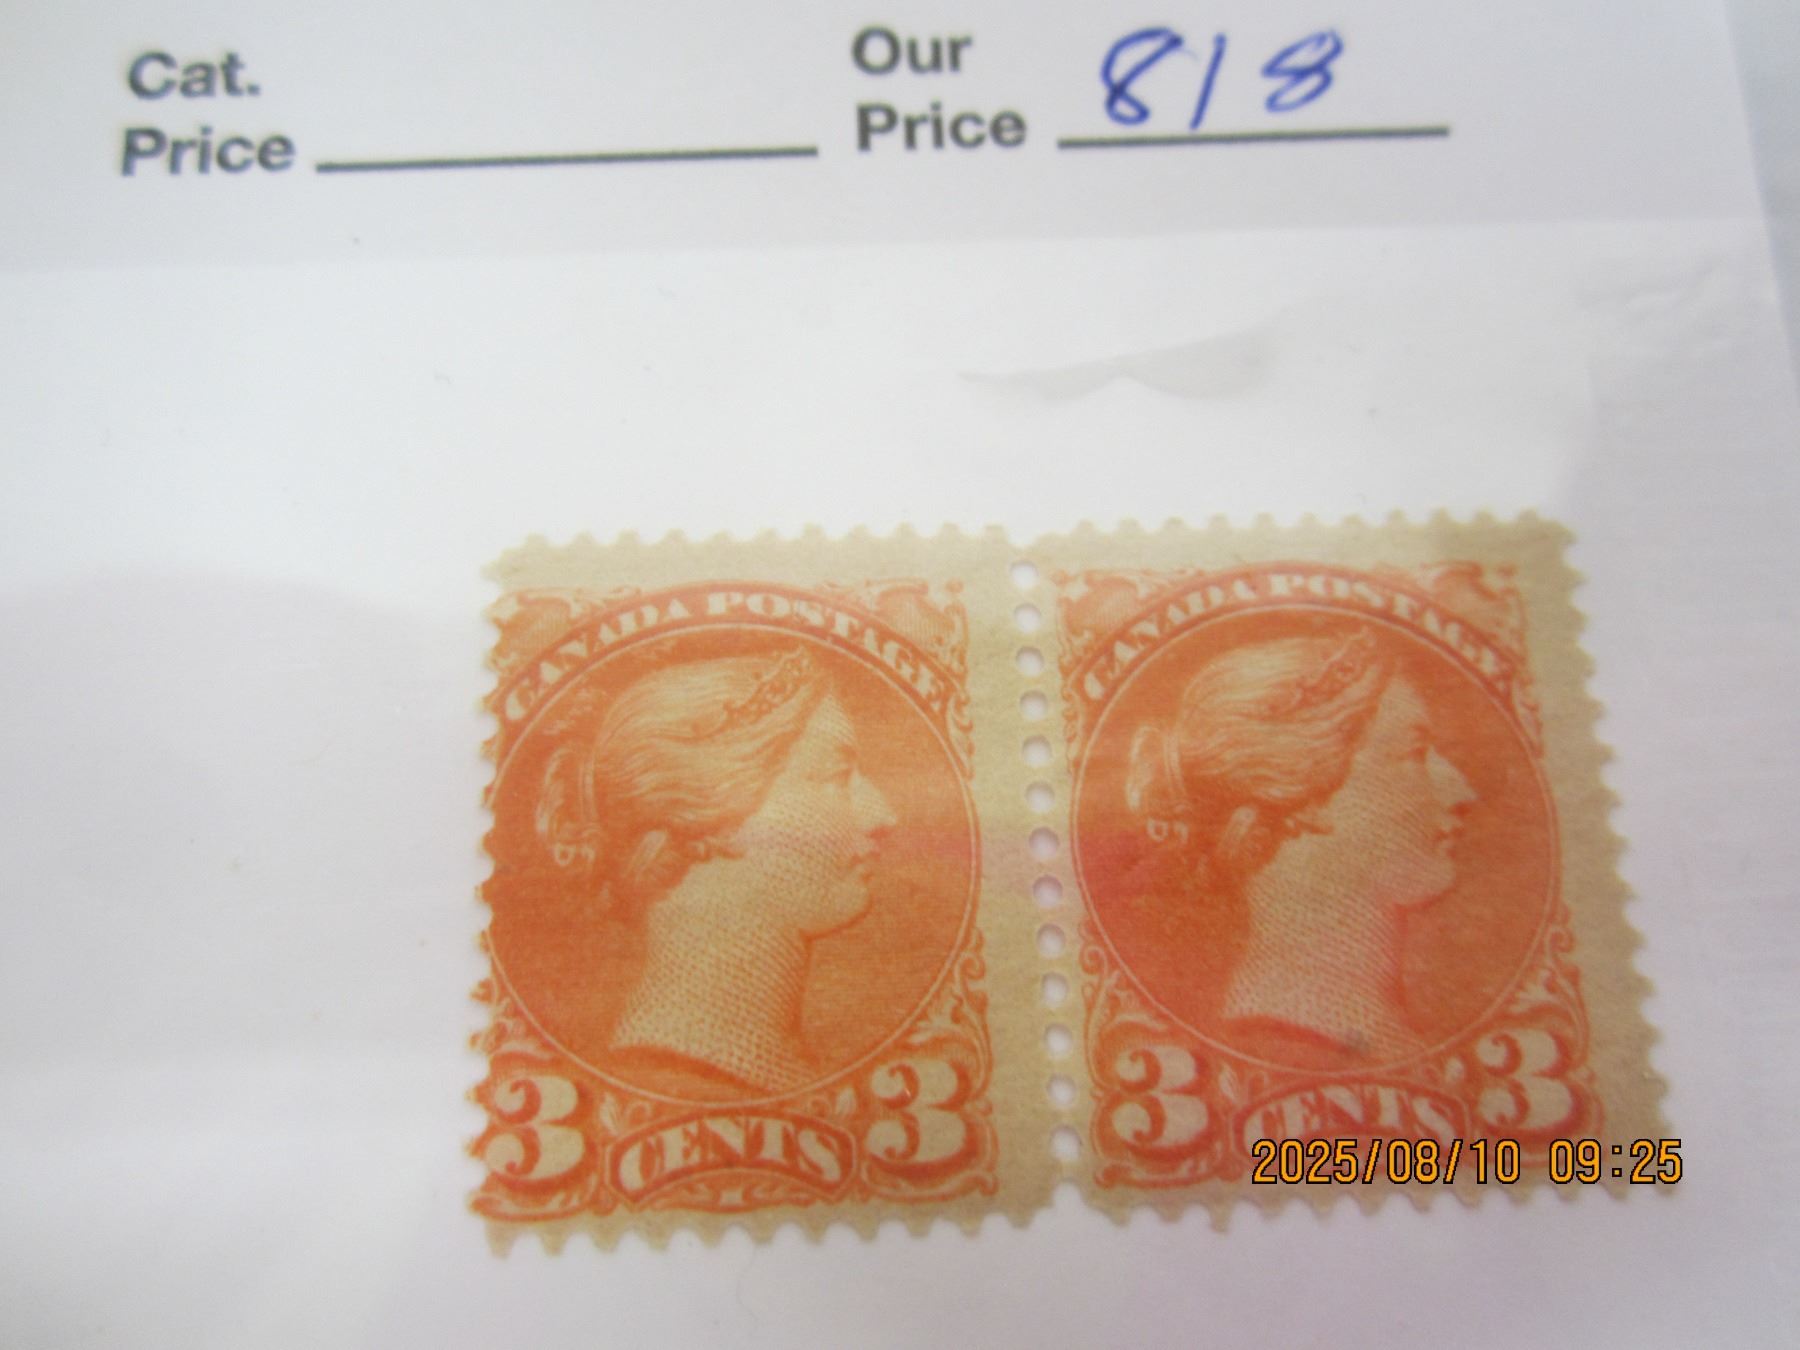 Cat.
Price
Our
Price 818
CANADA POSTAGE
3 CENTS 3
CANADA POSTAGE
3 CENTS 3
2025/08/10 09:25